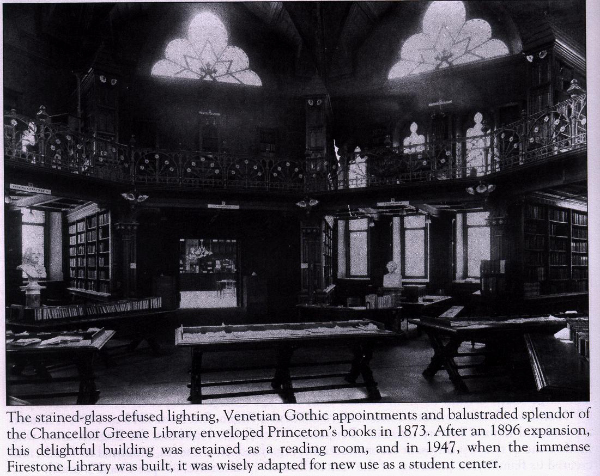 The stained-glass-defused lighting, Venetian Gothic appointments and balustraded splendor of
the Chancellor Greene Library enveloped Princeton's books in 1873. After an 1896 expansion,
this delightful building was retained as a reading room, and in 1947, when the immense
Firestone Library was built, it was wisely adapted for new use as a student center.